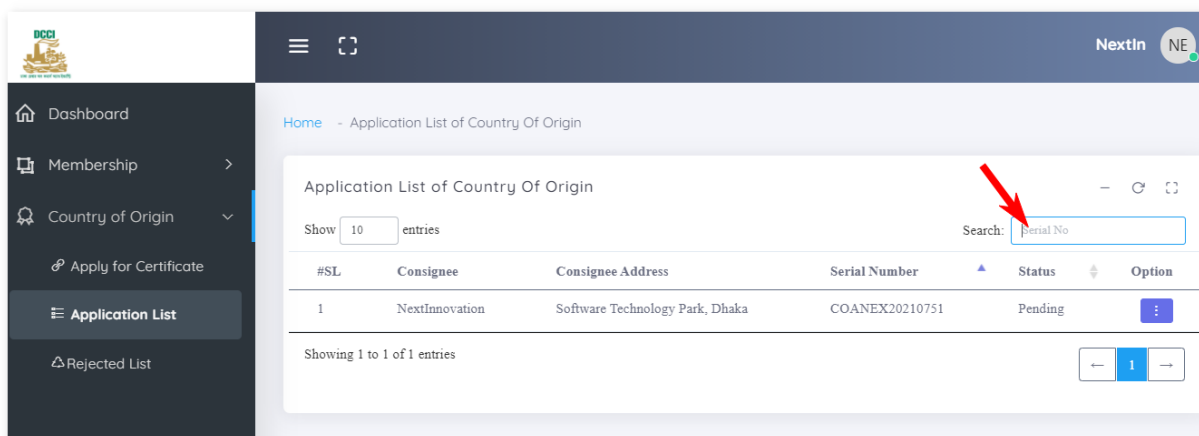 DCCI
NextIn NE
Dashboard
Home - Application List of Country Of Origin
Membership
Application List of Country Of Origin
Country of Origin
Show 10 entries
Search: Serial No
Apply for Certificate
#SL Consignee Consignee Address Serial Number Status Option
Application List
1 NextInnovation Software Technology Park, Dhaka COANEX20210751 Pending
Rejected List
Showing 1 to 1 of 1 entries
← 1 →